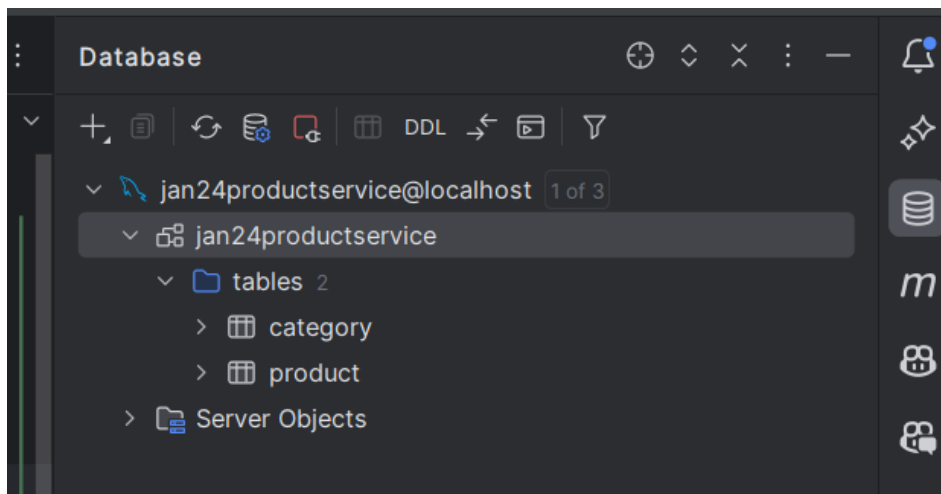 Database
DDL
jan24productservice@localhost 1 of 3
jan24productservice
tables 2
category
product
Server Objects
m